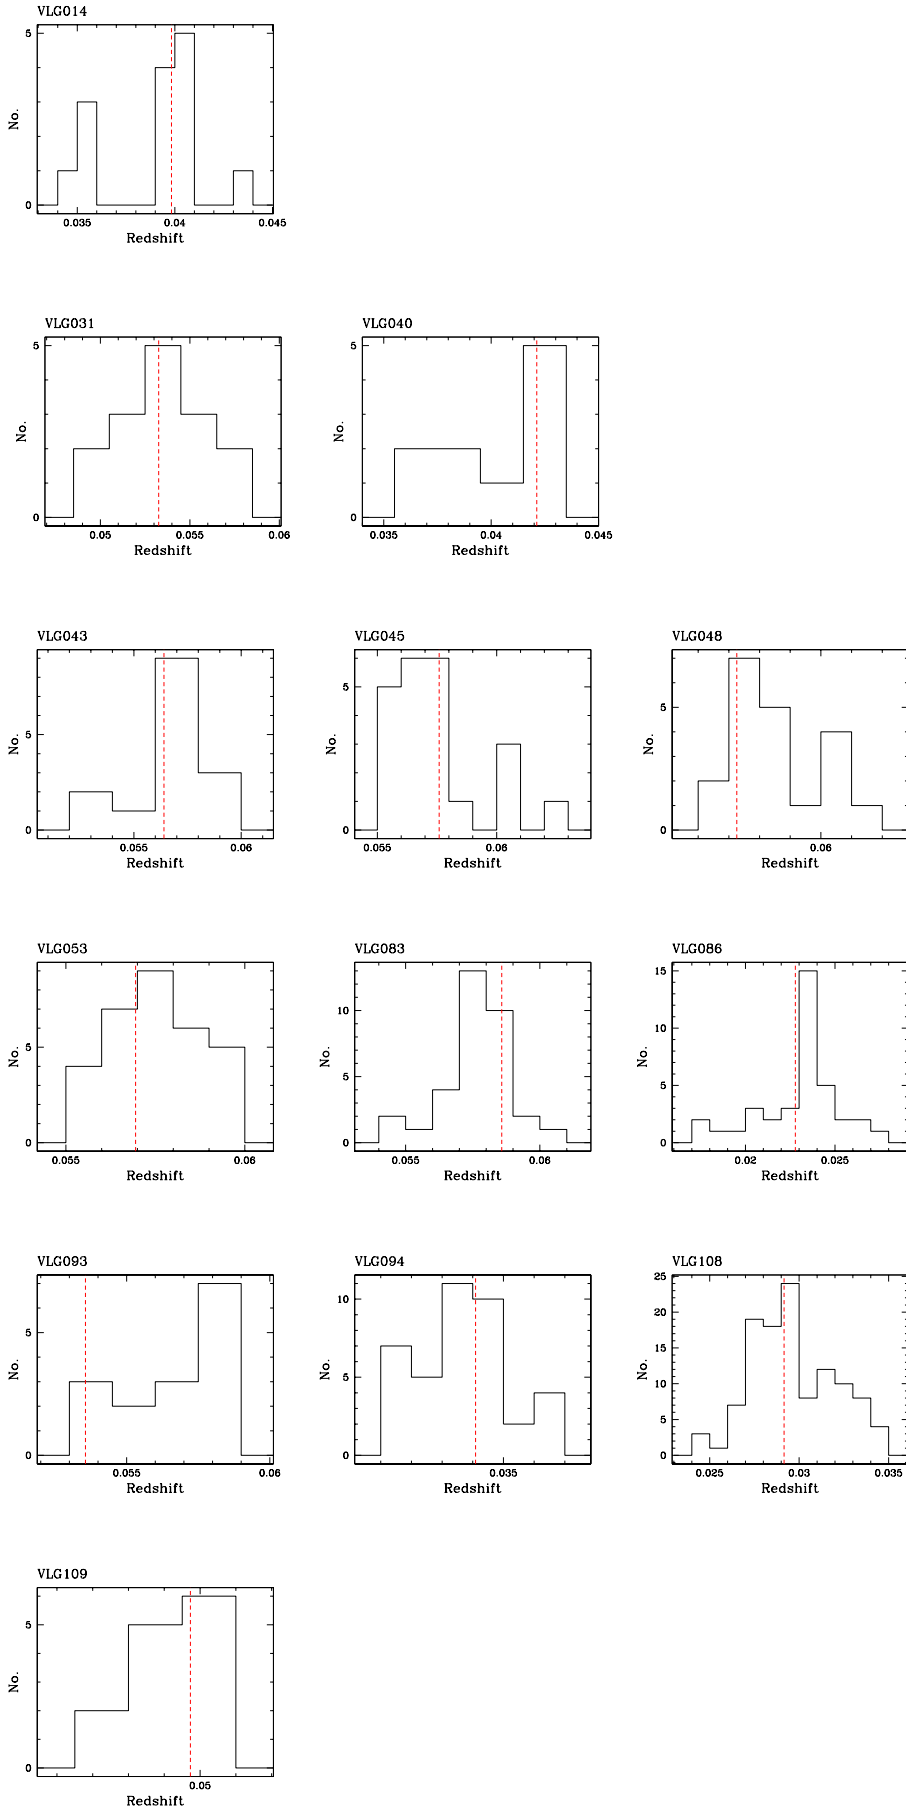 VLG014
5
No.
0
0.035 0.04 0.045
Redshift
VLG031 VLG040
5 5
No. No.
0 0
0.05 0.055 0.06 0.035 0.04 0.045
Redshift Redshift
VLG043 VLG045 VLG048
5 5 5
No. No. No.
0 0 0
0.055 0.06 0.055 0.06 0.06
Redshift Redshift Redshift
VLG053 VLG083 VLG086
15
10 10
5 5 5
No. No. No.
0 0 0
0.055 0.06 0.055 0.06 0.02 0.025
Redshift Redshift Redshift
VLG093 VLG094 VLG108
25
10 20
5 15
No. No. No.
5 10
5
0 0 0
0.055 0.06 0.035 0.025 0.03 0.035
Redshift Redshift Redshift
VLG109
5
No.
0
0.05
Redshift